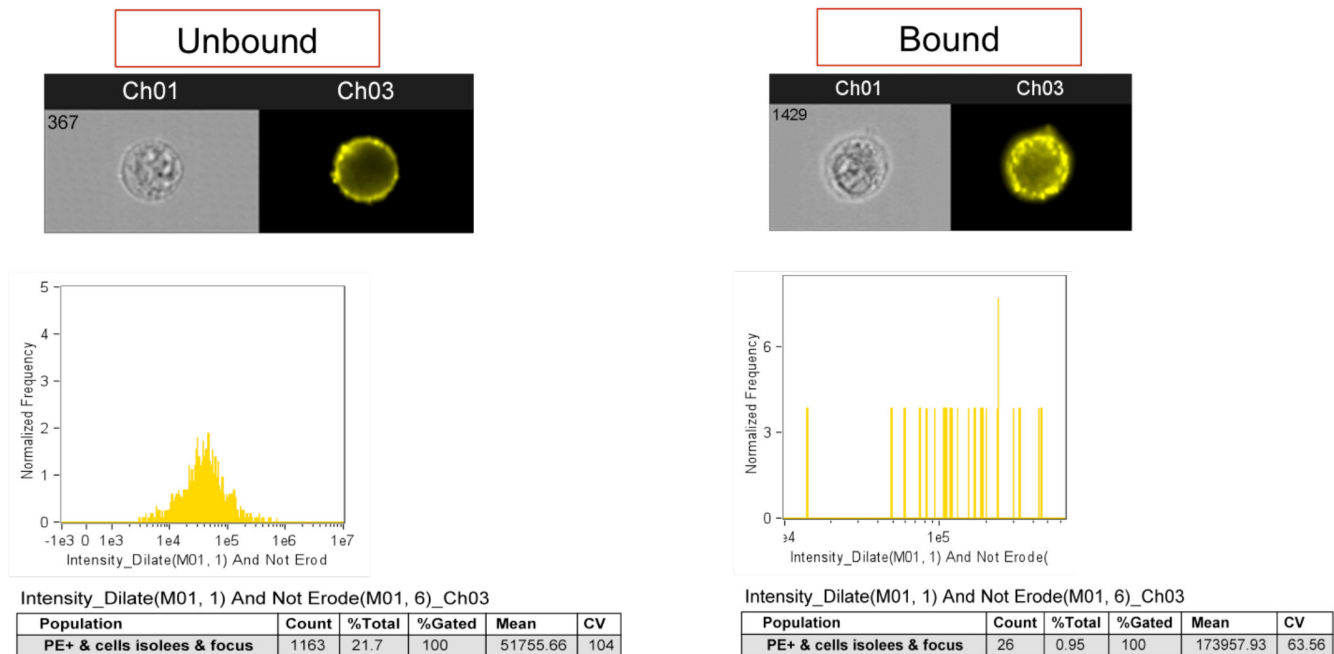 Unbound
Ch01 Ch03
367
5
4
3
2
1
0
Normalized Frequency
-1e3 0 1e3 1e4 1e5 1e6 1e7
Intensity_Dilate(M01, 1) And Not Erod
Intensity_Dilate(M01, 1) And Not Erode(M01, 6)_Ch03
Population Count %Total %Gated Mean CV
PE+ & cells isolees & focus 1163 21.7 100 51755.66 104
Bound
Ch01 Ch03
1429
6
3
0
Normalized Frequency
e4 1e5
Intensity_Dilate(M01, 1) And Not Erode(
Intensity_Dilate(M01, 1) And Not Erode(M01, 6)_Ch03
Population Count %Total %Gated Mean CV
PE+ & cells isolees & focus 26 0.95 100 173957.93 63.56